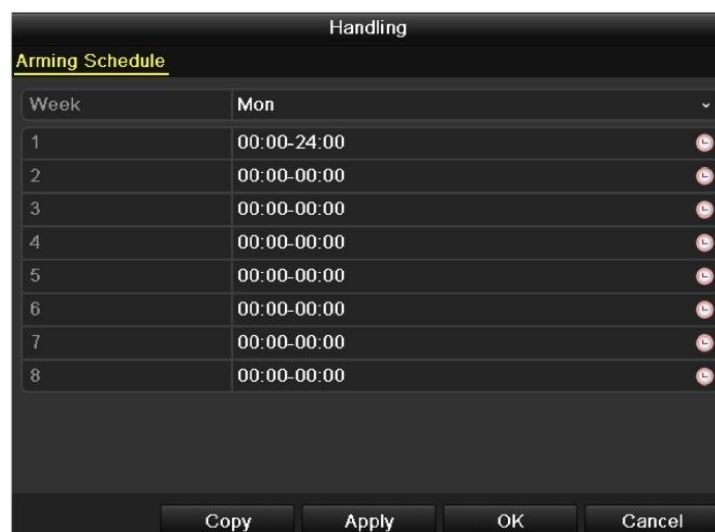 Handling
Arming Schedule
Week Mon
1 00:00-24:00
2 00:00-00:00
3 00:00-00:00
4 00:00-00:00
5 00:00-00:00
6 00:00-00:00
7 00:00-00:00
8 00:00-00:00
Copy Apply OK Cancel